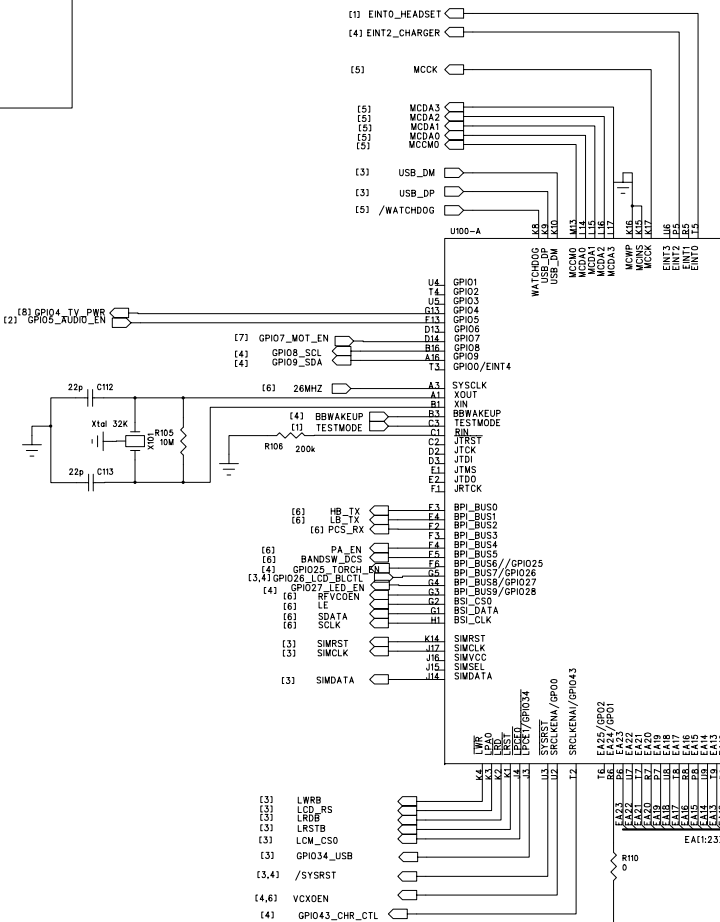 [1] EINT0_HEADSET
[4] EINT2_CHARGER
[5] MCCK
[5] MCDA3
[5] MCDA2
[5] MCDA1
[5] MCDA0
[5] MCCM0
[3] USB_DM
[3] USB_DP
[5] /WATCHDOG
K8 K9 K10 M13 L14 L15 L16 L17 K16 K15 K17 U6 P5 R5 T5
U100-A
WATCHDOG USB_DP USB_DM MCCM0 MCDA0 MCDA1 MCDA2 MCDA3 MCWP MCINS MCCK EINT3 EINT2 EINT1 EINT0
U4 GPIO1
T4 GPIO2
U5 GPIO3
[8] GPIO4_TV_PWR G13 GPIO4
[2] GPIO5_AUDIO_EN E13 GPIO5
D13 GPIO6
[7] GPIO7_MOT_EN D14 GPIO7
[4] GPIO8_SCL B16 GPIO8
[4] GPIO9_SDA A16 GPIO9
T3 GPIO0/EINT4
[6] 26MHZ A3 SYSCLK
22p C112 A1 XOUT
B1 XIN
[4] BBWAKEUP B3 BBWAKEUP
Xtal 32K [1] TESTMODE C3 TESTMODE
X101 R105 10M C1 RIN
R106 200k C2 JTRST
D2 JTCK
D3 JTDI
22p C113 E1 JTMS
E2 JTDO
F1 JRTCK
[6] HB_TX E3 BPI_BUS0
[6] LB_TX E4 BPI_BUS1
[6] PCS_RX F2 BPI_BUS2
F3 BPI_BUS3
[6] PA_EN F4 BPI_BUS4
[6] BANDSW_DCS F5 BPI_BUS5
[4] GPIO25_TORCH_EN F6 BPI_BUS6//GPIO25
[3,4] GPIO26_LCD_BLCTL G5 BPI_BUS7/GPIO26
[4] GPIO27_LED_EN G4 BPI_BUS8/GPIO27
[6] RFVCOEN G3 BPI_BUS9/GPIO28
[6] LE G2 BSI_CS0
[6] SDATA G1 BSI_DATA
[6] SCLK H1 BSI_CLK
[3] SIMRST K14 SIMRST
[3] SIMCLK J17 SIMCLK
J16 SIMVCC
J15 SIMSEL
[3] SIMDATA J14 SIMDATA
LWR LPA0 LRD LRST LPCE0 LPCE1/GPIO34 SYSRST SRCLKENA/GPO0 SRCLKENAI/GPIO43 EA25/GPO2 EA24/GPO1 EA23 EA22 EA21 EA20 EA19 EA18 EA17 EA16 EA15 EA14 EA13
K4 K3 K2 K1 J4 J3 U3 U2 T2 T6 R6 P6 U7 T7 R7 P7 U8 T8 R8 P8 U9 T9
EA23 EA22 EA21 EA20 EA19 EA18 EA17 EA16 EA15 EA14 EA13
[3] LWRB
[3] LCD_RS
[3] LRDB
[3] LRSTB
[3] LCM_CS0
EA[1:23]
[3] GPIO34_USB
R110
0
[3,4] /SYSRST
[4,6] VCXOEN
[4] GPIO43_CHR_CTL